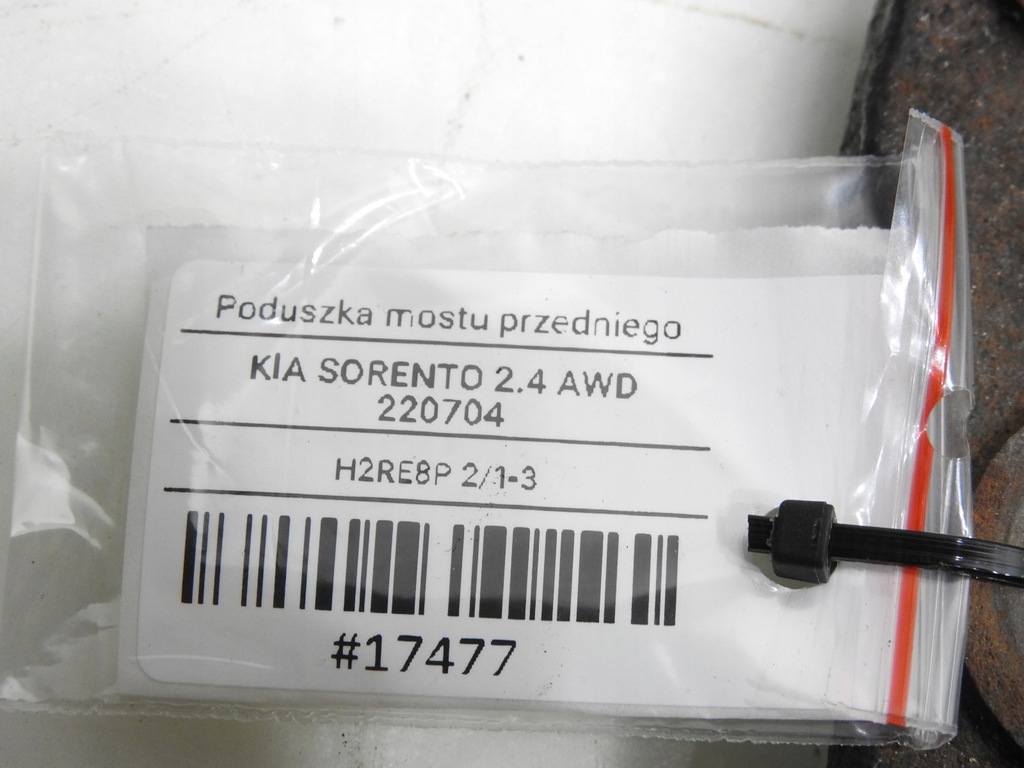 Poduszka mostu przedniego
KIA SORENTO 2.4 AWD
220704
H2RE8P 2/1-3
#17477